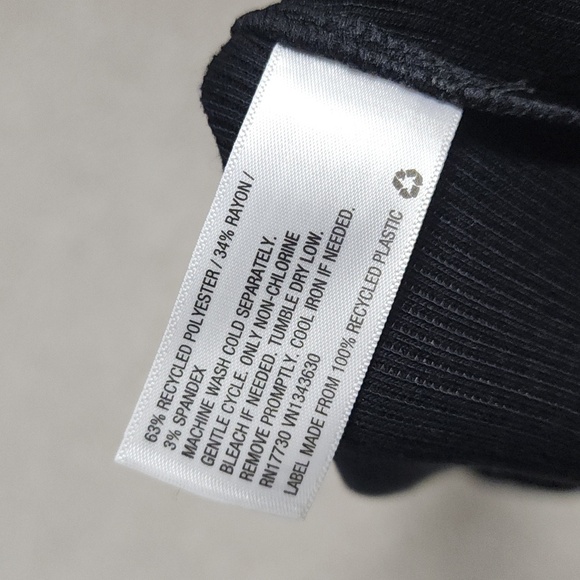 63% RECYCLED POLYESTER / 34% RAYON /
3% SPANDEX
MACHINE WASH COLD SEPARATELY.
GENTLE CYCLE. ONLY NON-CHLORINE
BLEACH IF NEEDED. TUMBLE DRY LOW.
REMOVE PROMPTLY. COOL IRON IF NEEDED.
RN17730 VN1343630
LABEL MADE FROM 100% RECYCLED PLASTIC